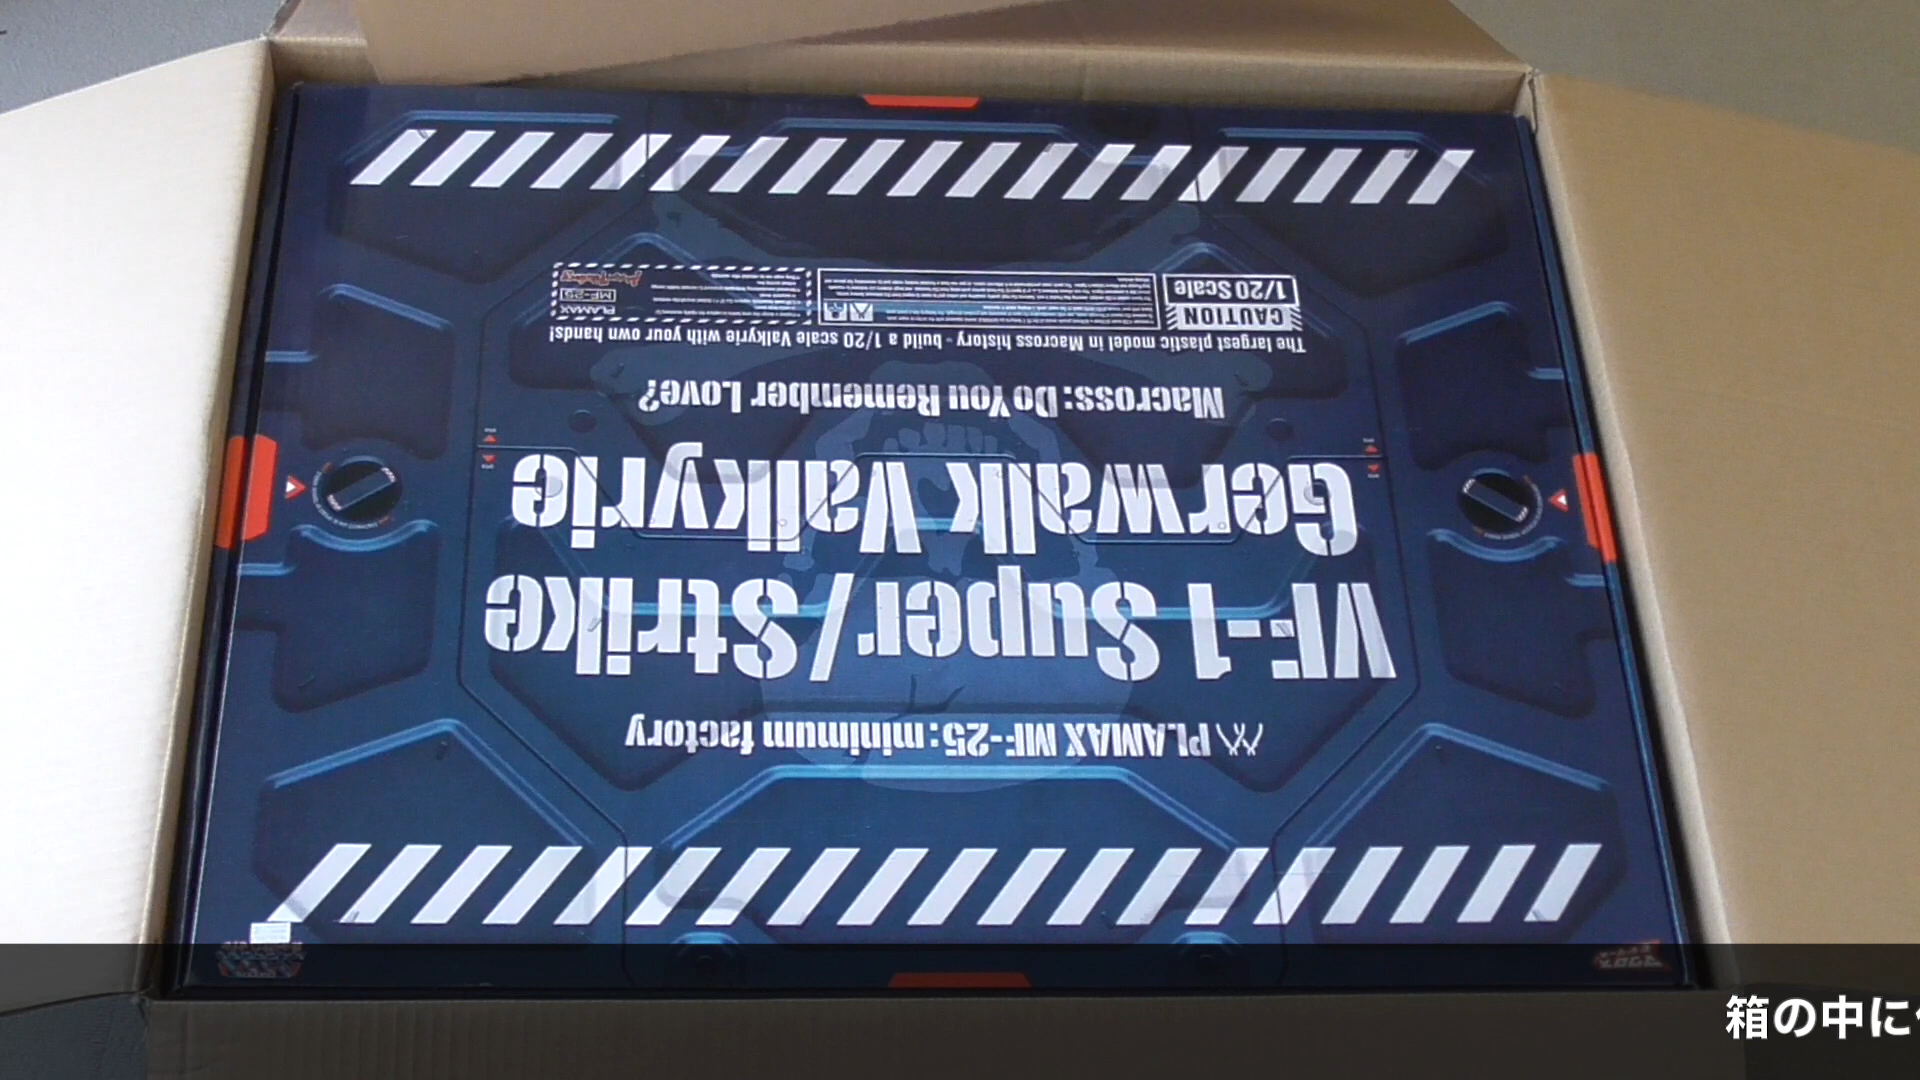 PLAMAX MF-25: minimum factory
VF-1 Super/Strike
Gerwalk Valkyrie
Macross: Do You Remember Love?
The largest plastic model in Macross history - build a 1/20 scale Valkyrie with your own hands!
CAUTION
1/20 Scale
PLAMAX
MF-25
箱の中に